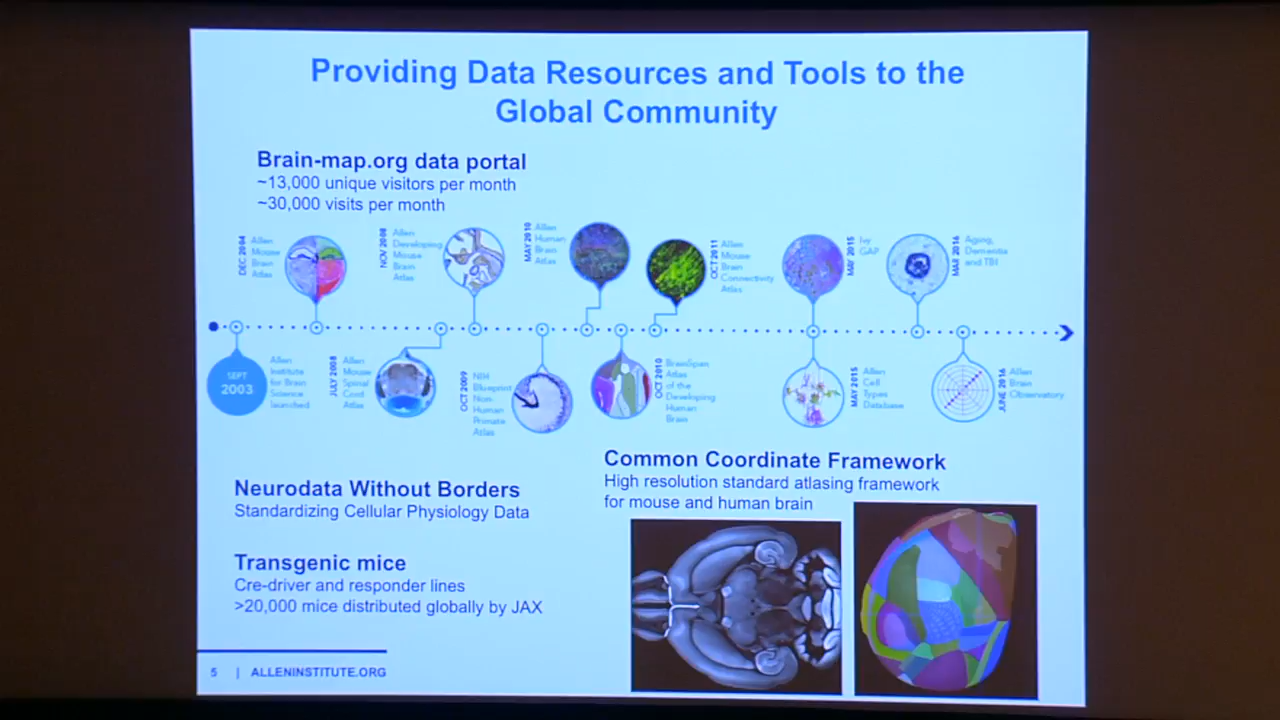 Providing Data Resources and Tools to the
Global Community
Brain-map.org data portal
~13,000 unique visitors per month
~30,000 visits per month
DEC 2004
Allen
Mouse
Brain
Atlas
NOV 2008
Allen
Developing
Mouse
Brain
Atlas
MAY 2010
Allen
Human
Brain
Atlas
OCT 2011
Allen
Mouse
Brain
Connectivity
Atlas
MAY 2015
Ivy
GAP
MAR 2016
Aging,
Dementia
and TBI
SEPT
2003
Allen
Institute
for Brain
Science
launched
JULY 2008
Allen
Mouse
Spinal
Cord
Atlas
OCT 2009
NIH
Blueprint
Non-
Human
Primate
Atlas
OCT 2010
BrainSpan
Atlas
of the
Developing
Human
Brain
MAY 2015
Allen
Cell
Types
Database
JUNE 2016
Allen
Brain
Observatory
Neurodata Without Borders
Standardizing Cellular Physiology Data
Transgenic mice
Cre-driver and responder lines
>20,000 mice distributed globally by JAX
Common Coordinate Framework
High resolution standard atlasing framework
for mouse and human brain
5 | ALLENINSTITUTE.ORG